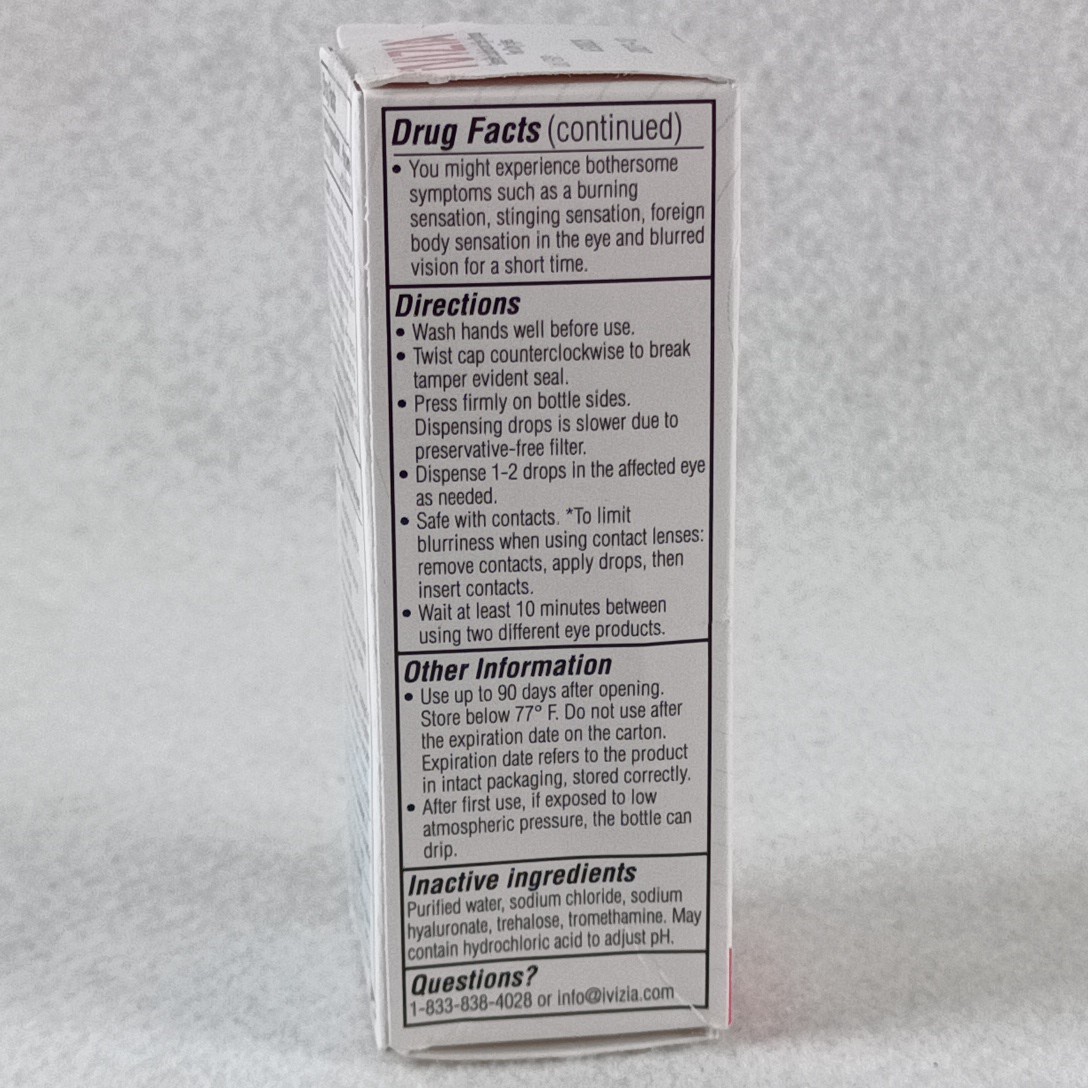 Drug Facts (continued)
• You might experience bothersome
symptoms such as a burning
sensation, stinging sensation, foreign
body sensation in the eye and blurred
vision for a short time.
Directions
• Wash hands well before use.
• Twist cap counterclockwise to break
tamper evident seal.
• Press firmly on bottle sides.
Dispensing drops is slower due to
preservative-free filter.
• Dispense 1-2 drops in the affected eye
as needed.
• Safe with contacts. *To limit
blurriness when using contact lenses:
remove contacts, apply drops, then
insert contacts.
• Wait at least 10 minutes between
using two different eye products.
Other Information
• Use up to 90 days after opening.
Store below 77° F. Do not use after
the expiration date on the carton.
Expiration date refers to the product
in intact packaging, stored correctly.
• After first use, if exposed to low
atmospheric pressure, the bottle can
drip.
Inactive ingredients
Purified water, sodium chloride, sodium
hyaluronate, trehalose, tromethamine. May
contain hydrochloric acid to adjust pH.
Questions?
1-833-838-4028 or info@ivizia.com